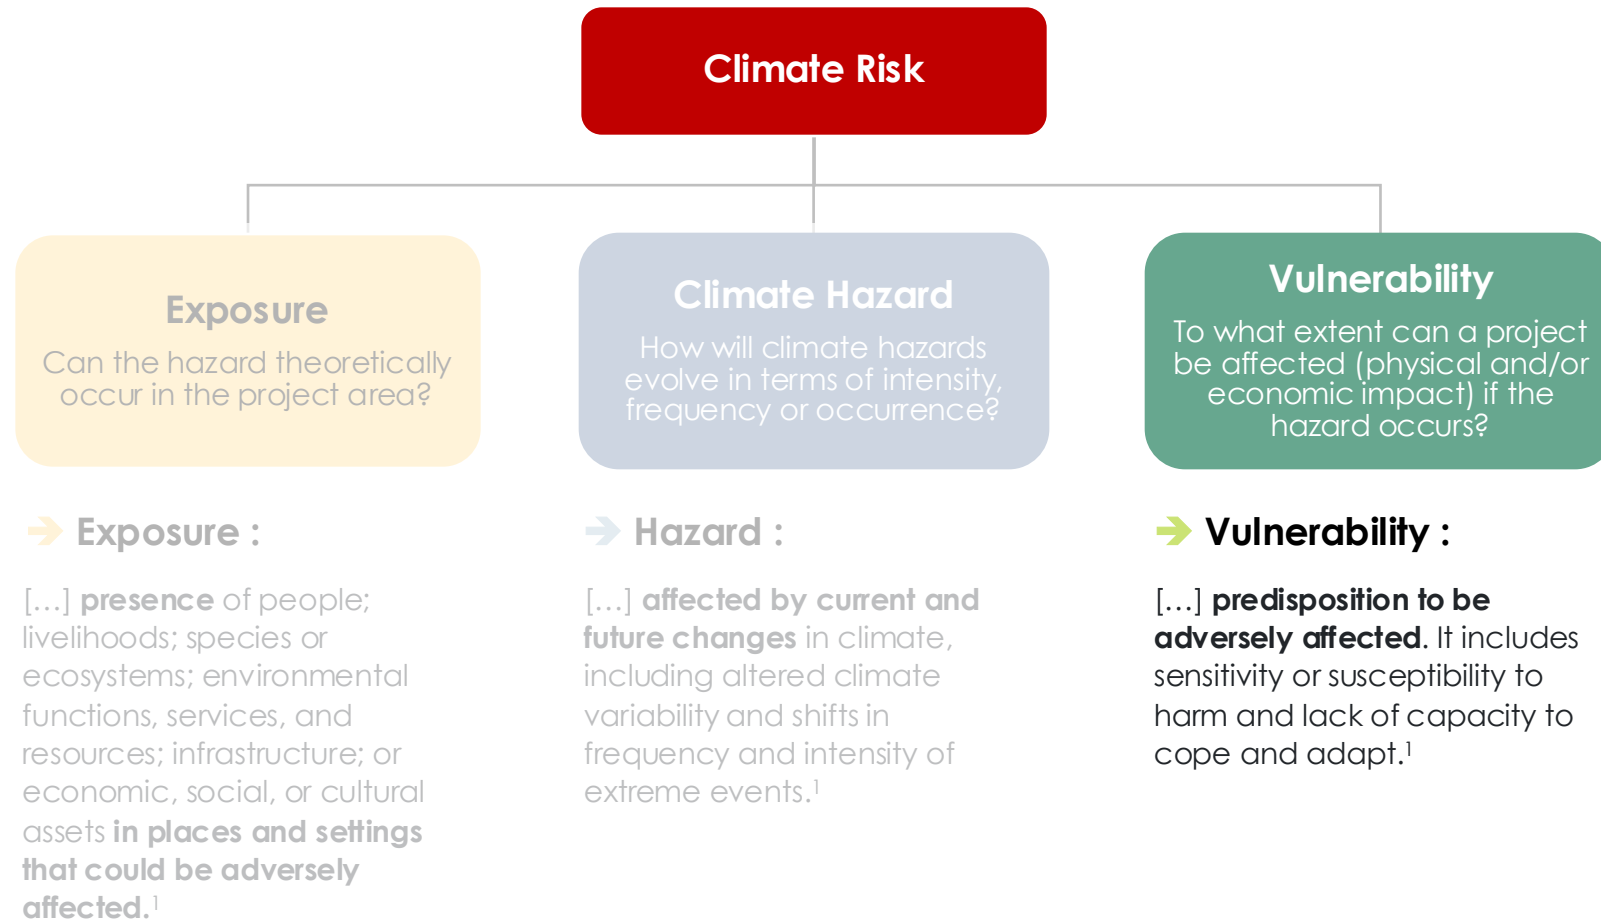 Climate Risk
Exposure
Can the hazard theoretically
occur in the project area?
Climate Hazard
How will climate hazards
evolve in terms of intensity,
frequency or occurrence?
Vulnerability
To what extent can a project
be affected (physical and/or
economic impact) if the
hazard occurs?
➔ Exposure :
[…] presence of people;
livelihoods; species or
ecosystems; environmental
functions, services, and
resources; infrastructure; or
economic, social, or cultural
assets in places and settings
that could be adversely
affected.¹
➔ Hazard :
[…] affected by current and
future changes in climate,
including altered climate
variability and shifts in
frequency and intensity of
extreme events.¹
➔ Vulnerability :
[…] predisposition to be
adversely affected. It includes
sensitivity or susceptibility to
harm and lack of capacity to
cope and adapt.¹